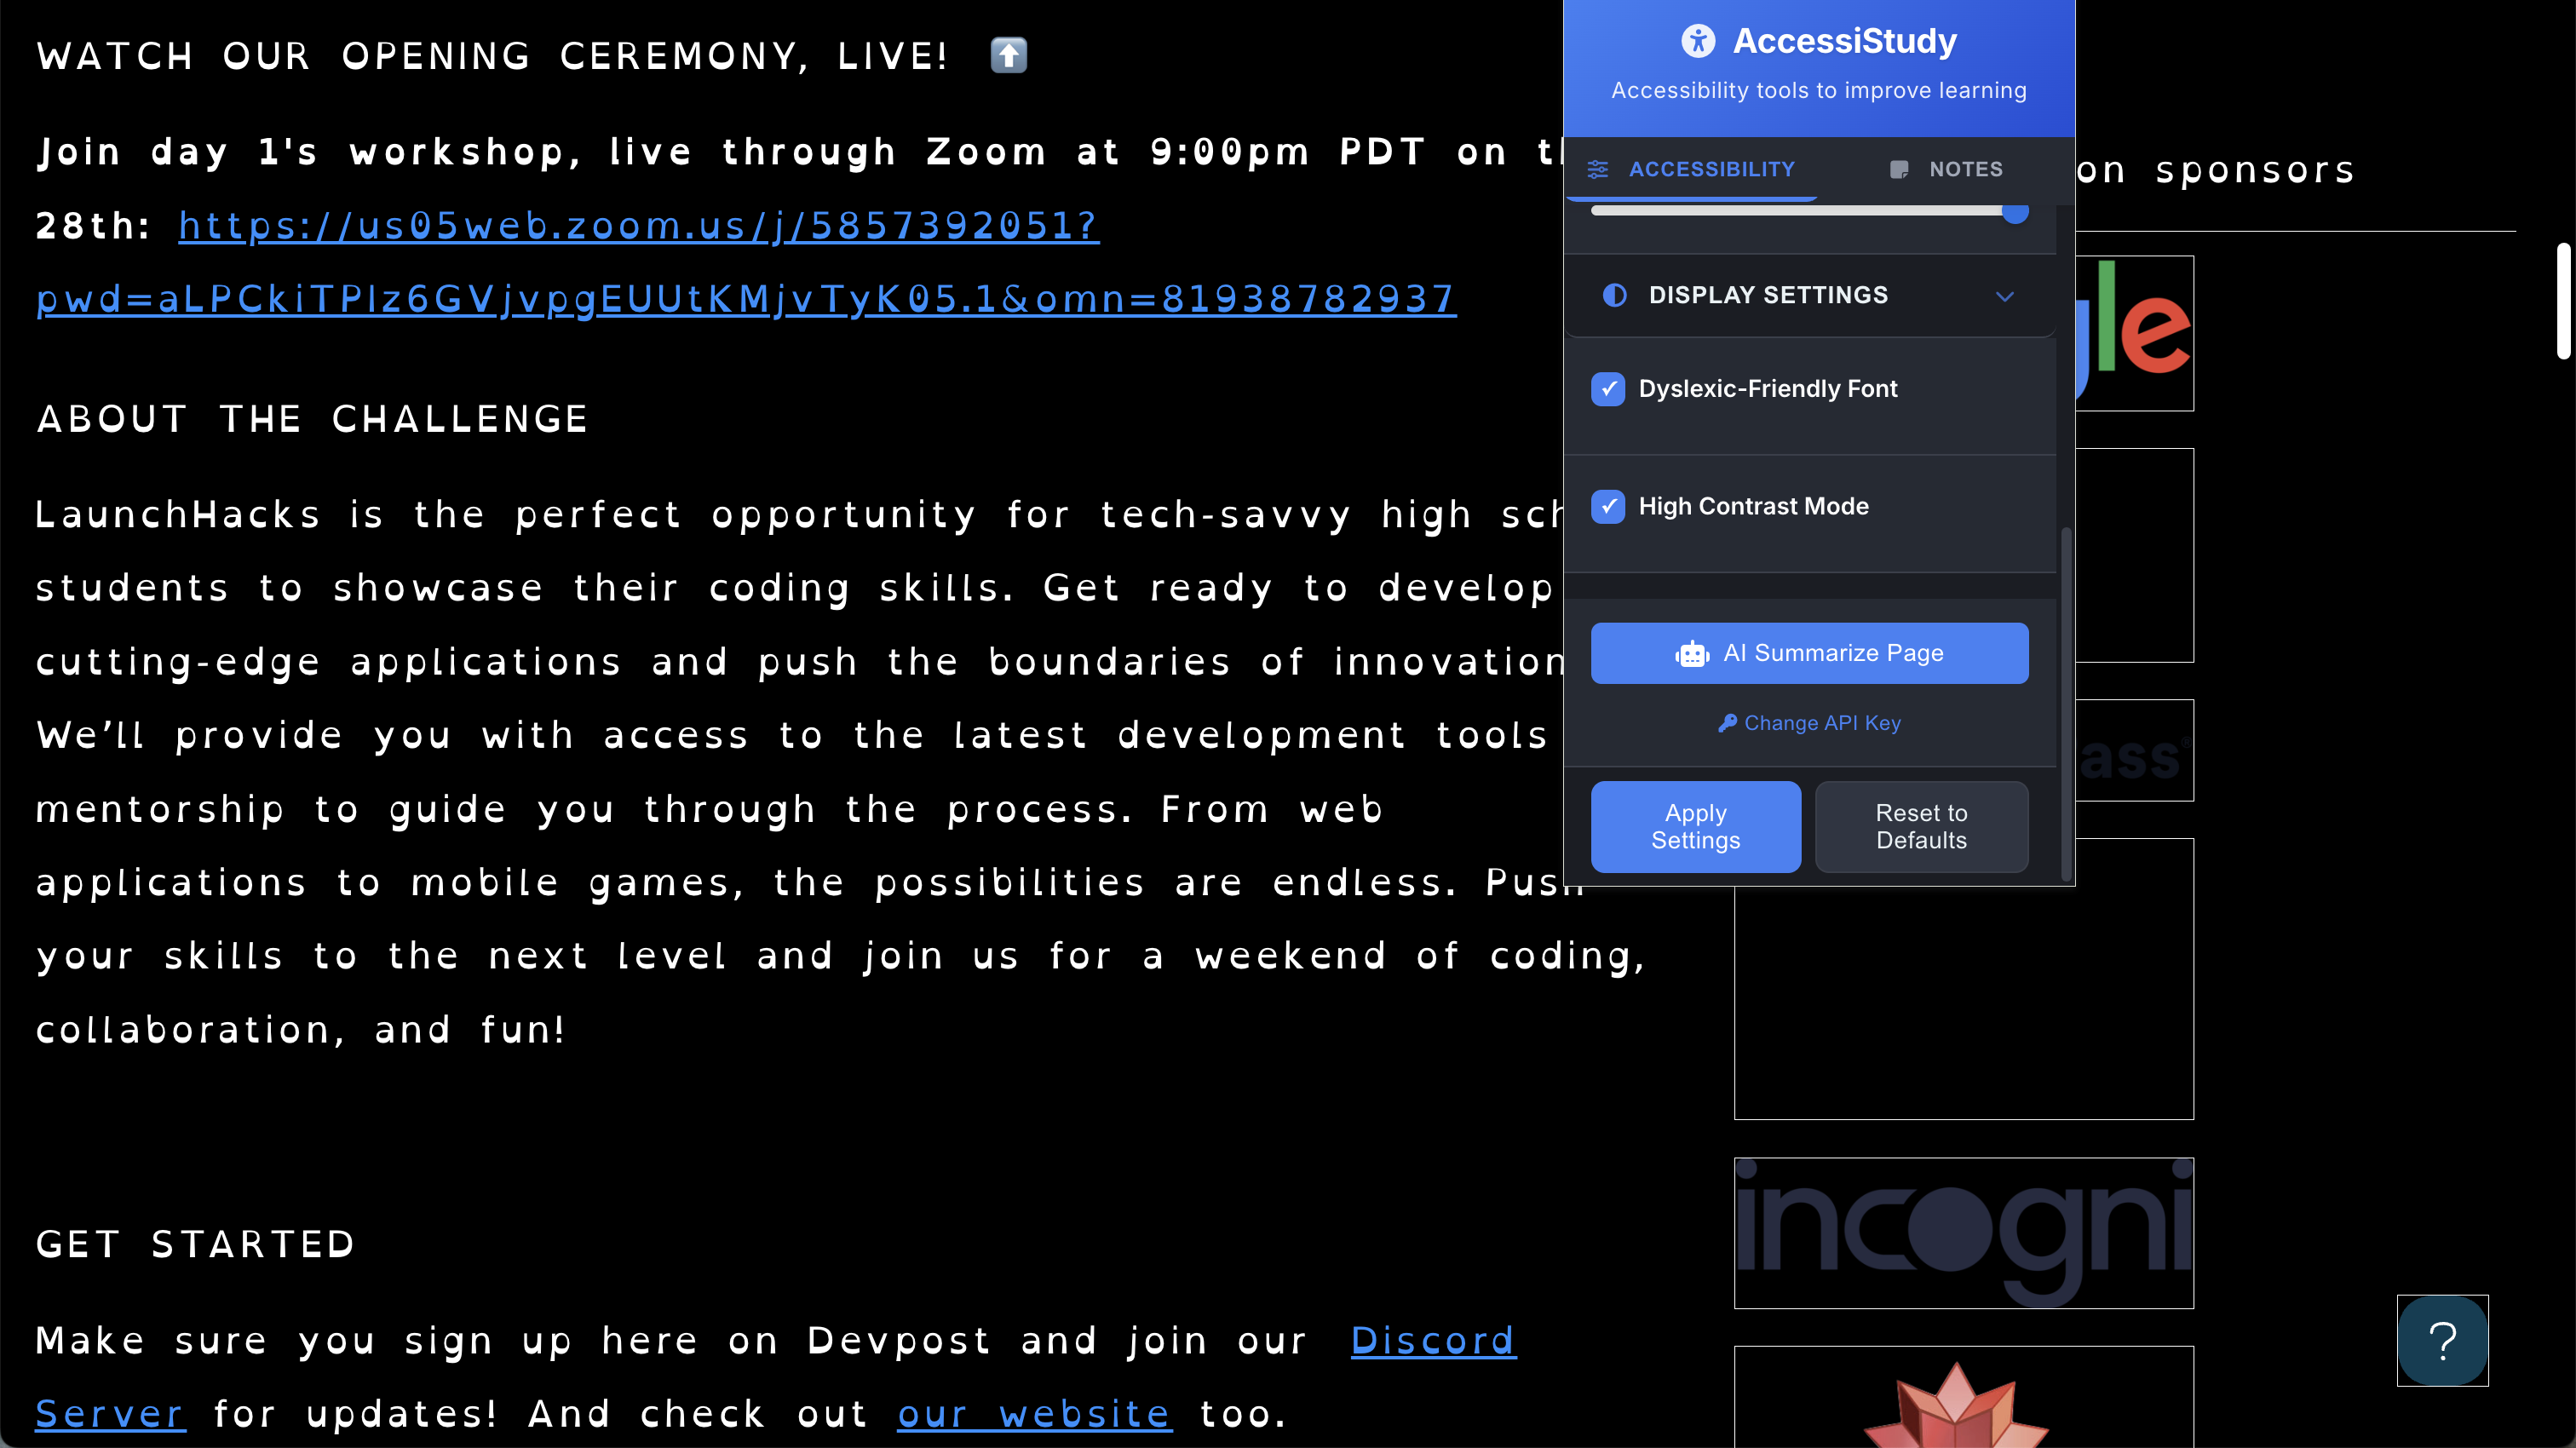 WATCH OUR OPENING CEREMONY, LIVE! ⬆️
Join day 1's workshop, live through Zoom at 9:00pm PDT on
28th: https://us05web.zoom.us/j/5857392051?
pwd=aLPCkiTPIz6GVjvpgEUUtKMjvTyK05.1&omn=81938782937
ABOUT THE CHALLENGE
LaunchHacks is the perfect opportunity for tech-savvy high
students to showcase their coding skills. Get ready to develop
cutting-edge applications and push the boundaries of innovation
We’ll provide you with access to the latest development tools
mentorship to guide you through the process. From web
applications to mobile games, the possibilities are endless. Push
your skills to the next level and join us for a weekend of coding,
collaboration, and fun!
GET STARTED
Make sure you sign up here on Devpost and join our Discord
Server for updates! And check out our website too.
AccessiStudy
Accessibility tools to improve learning
ACCESSIBILITY
NOTES
DISPLAY SETTINGS
✓ Dyslexic-Friendly Font
✓ High Contrast Mode
AI Summarize Page
Change API Key
Apply
Settings
Reset to
Defaults
on sponsors
gle
ass®
incogni
?